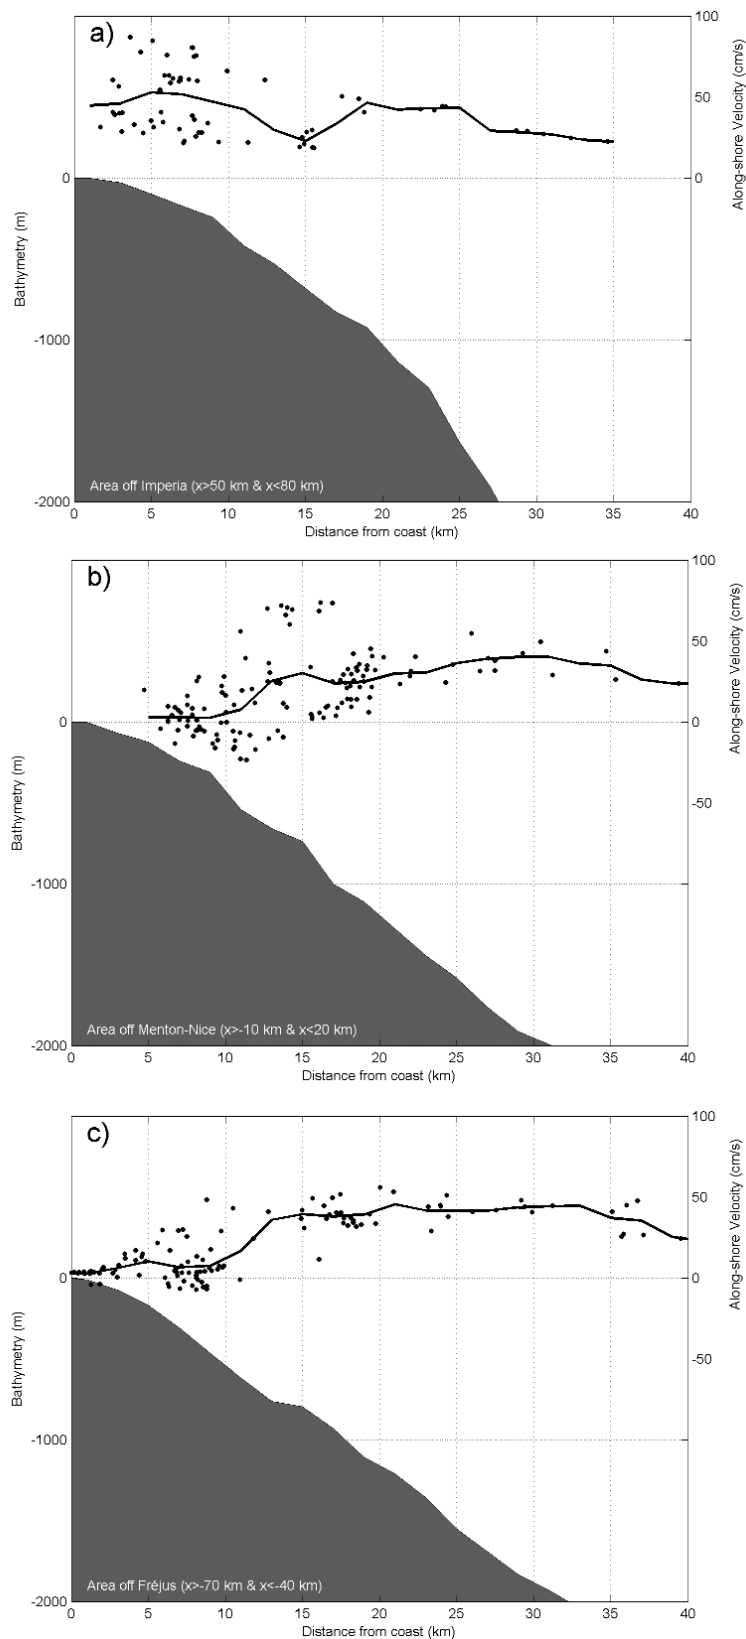 a)
100
50
0
0
-1000
-2000
Bathymetry (m)
Along-shore Velocity (cm/s)
Area off Imperia (x>50 km & x<80 km)
0 5 10 15 20 25 30 35 40
Distance from coast (km)
b)
100
50
0
-50
0
-1000
-2000
Bathymetry (m)
Along-shore Velocity (cm/s)
Area off Menton-Nice (x>-10 km & x<20 km)
0 5 10 15 20 25 30 35 40
Distance from coast (km)
c)
100
50
0
-50
0
-1000
-2000
Bathymetry (m)
Along-shore Velocity (cm/s)
Area off Fréjus (x>-70 km & x<-40 km)
0 5 10 15 20 25 30 35 40
Distance from coast (km)